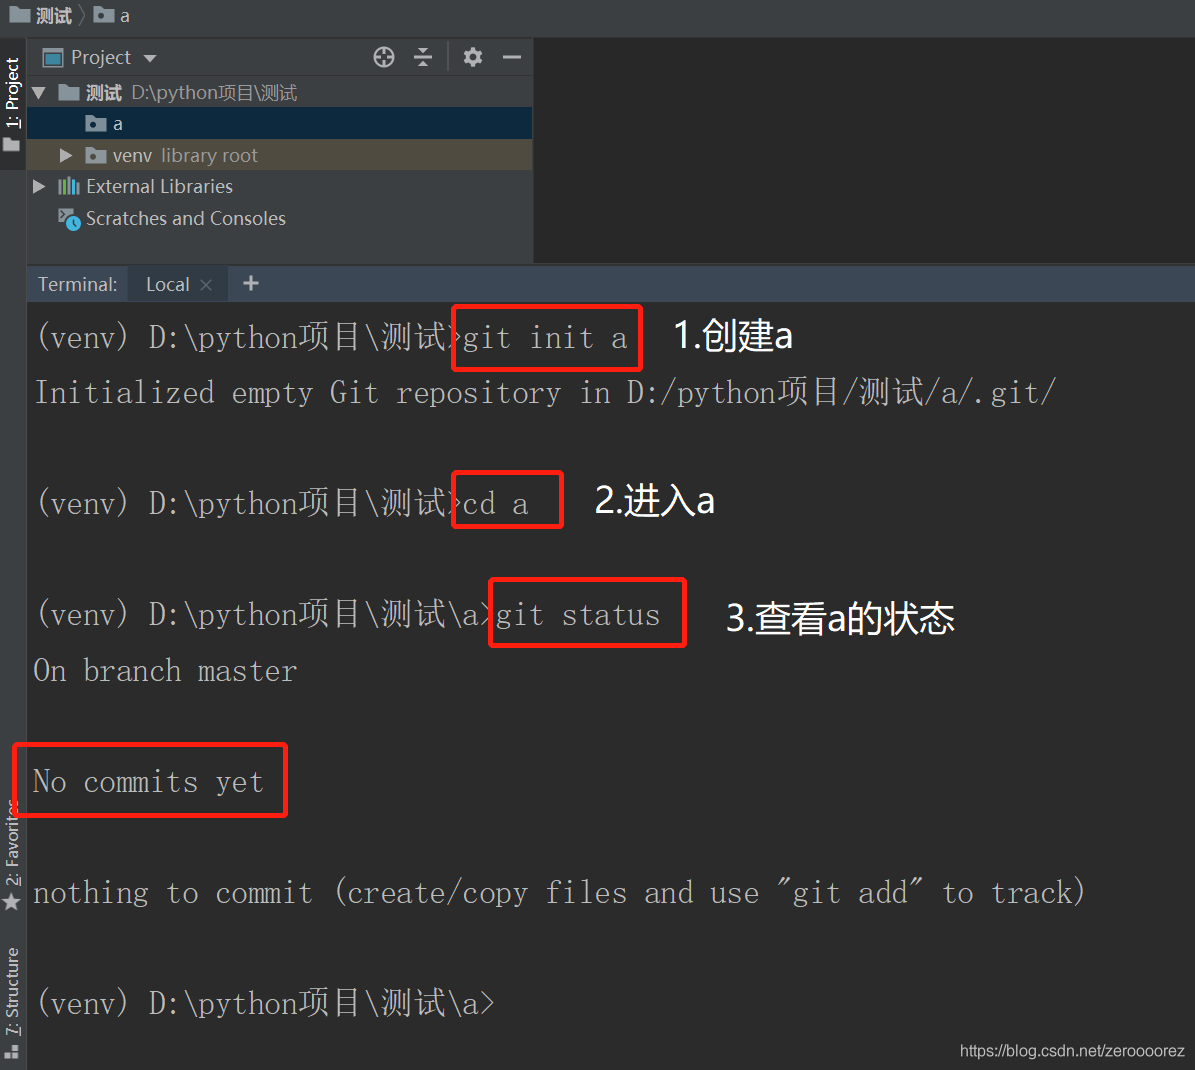 测试 a
Project
测试 D:\python项目\测试
a
venv library root
External Libraries
Scratches and Consoles
1: Project
Terminal: Local × +
(venv) D:\python项目\测试>git init a 1.创建a
Initialized empty Git repository in D:/python项目/测试/a/.git/
(venv) D:\python项目\测试>cd a 2.进入a
(venv) D:\python项目\测试\a>git status 3.查看a的状态
On branch master
No commits yet
2: Favorites
nothing to commit (create/copy files and use "git add" to track)
7: Structure
(venv) D:\python项目\测试\a>
https://blog.csdn.net/zeroooorez